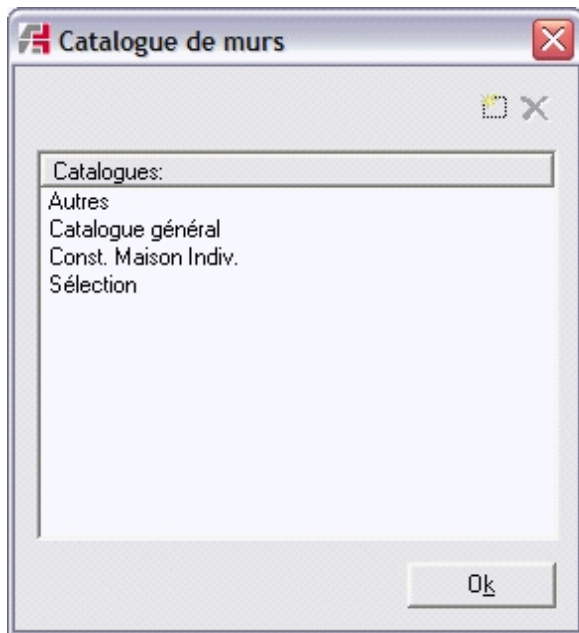 Catalogue de murs
Catalogues:
Autres
Catalogue général
Const. Maison Indiv.
Sélection
Ok